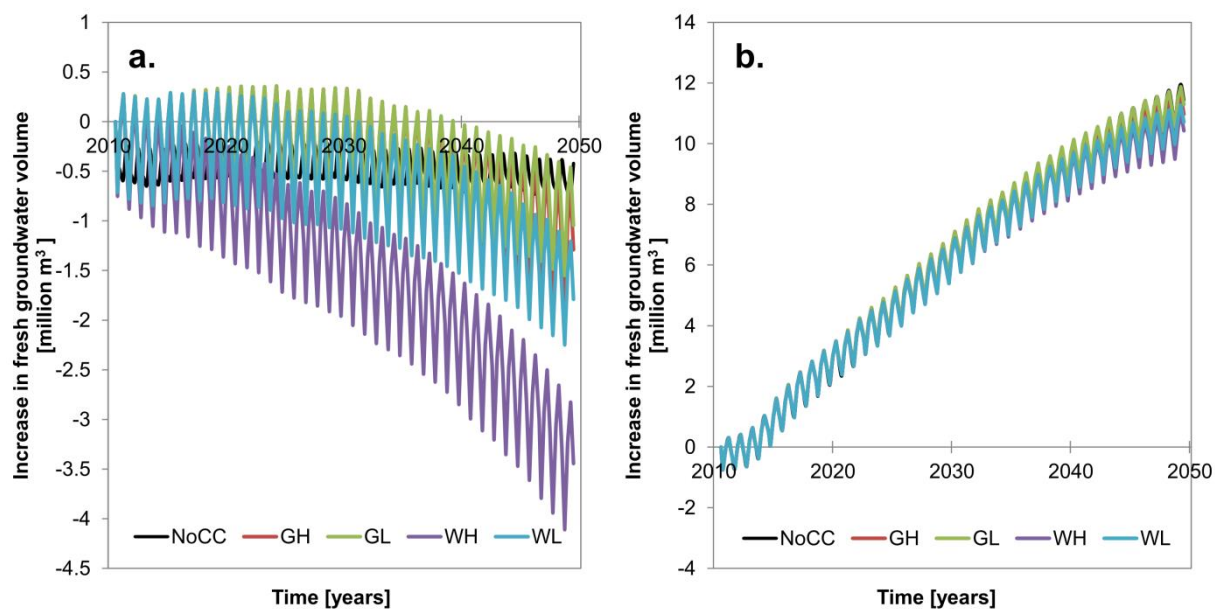 a.
Increase in fresh groundwater volume
[million m³ ]
1
0.5
0
-0.5
-1
-1.5
-2
-2.5
-3
-3.5
-4
-4.5
2010 2020 2030 2040 2050
NoCC GH GL WH WL
Time [years]
b.
Increase in fresh groundwater volume
[million m³ ]
14
12
10
8
6
4
2
0
-2
-4
2010 2020 2030 2040 2050
NoCC GH GL WH WL
Time [years]